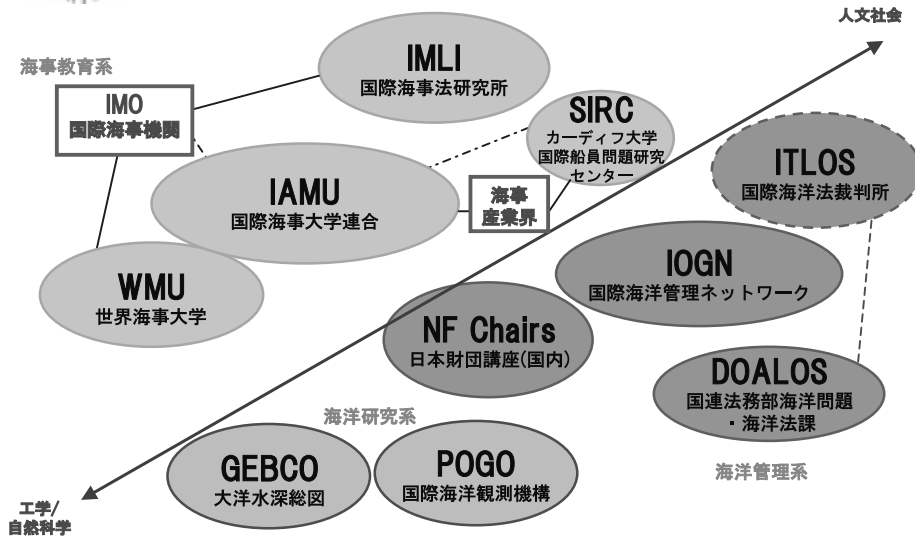 人文社会
海事教育系
IMLI
国際海事法研究所
IMO
国際海事機関
SIRC
カーディフ大学
国際船員問題研究
センター
ITLOS
国際海洋法裁判所
IAMU
国際海事大学連合
海事
産業界
IOGN
国際海洋管理ネットワーク
WMU
世界海事大学
NF Chairs
日本財団講座(国内)
DOALOS
国連法務部海洋問題
・海洋法課
海洋研究系
GEBCO
大洋水深総図
POGO
国際海洋観測機構
海洋管理系
工学/
自然科学